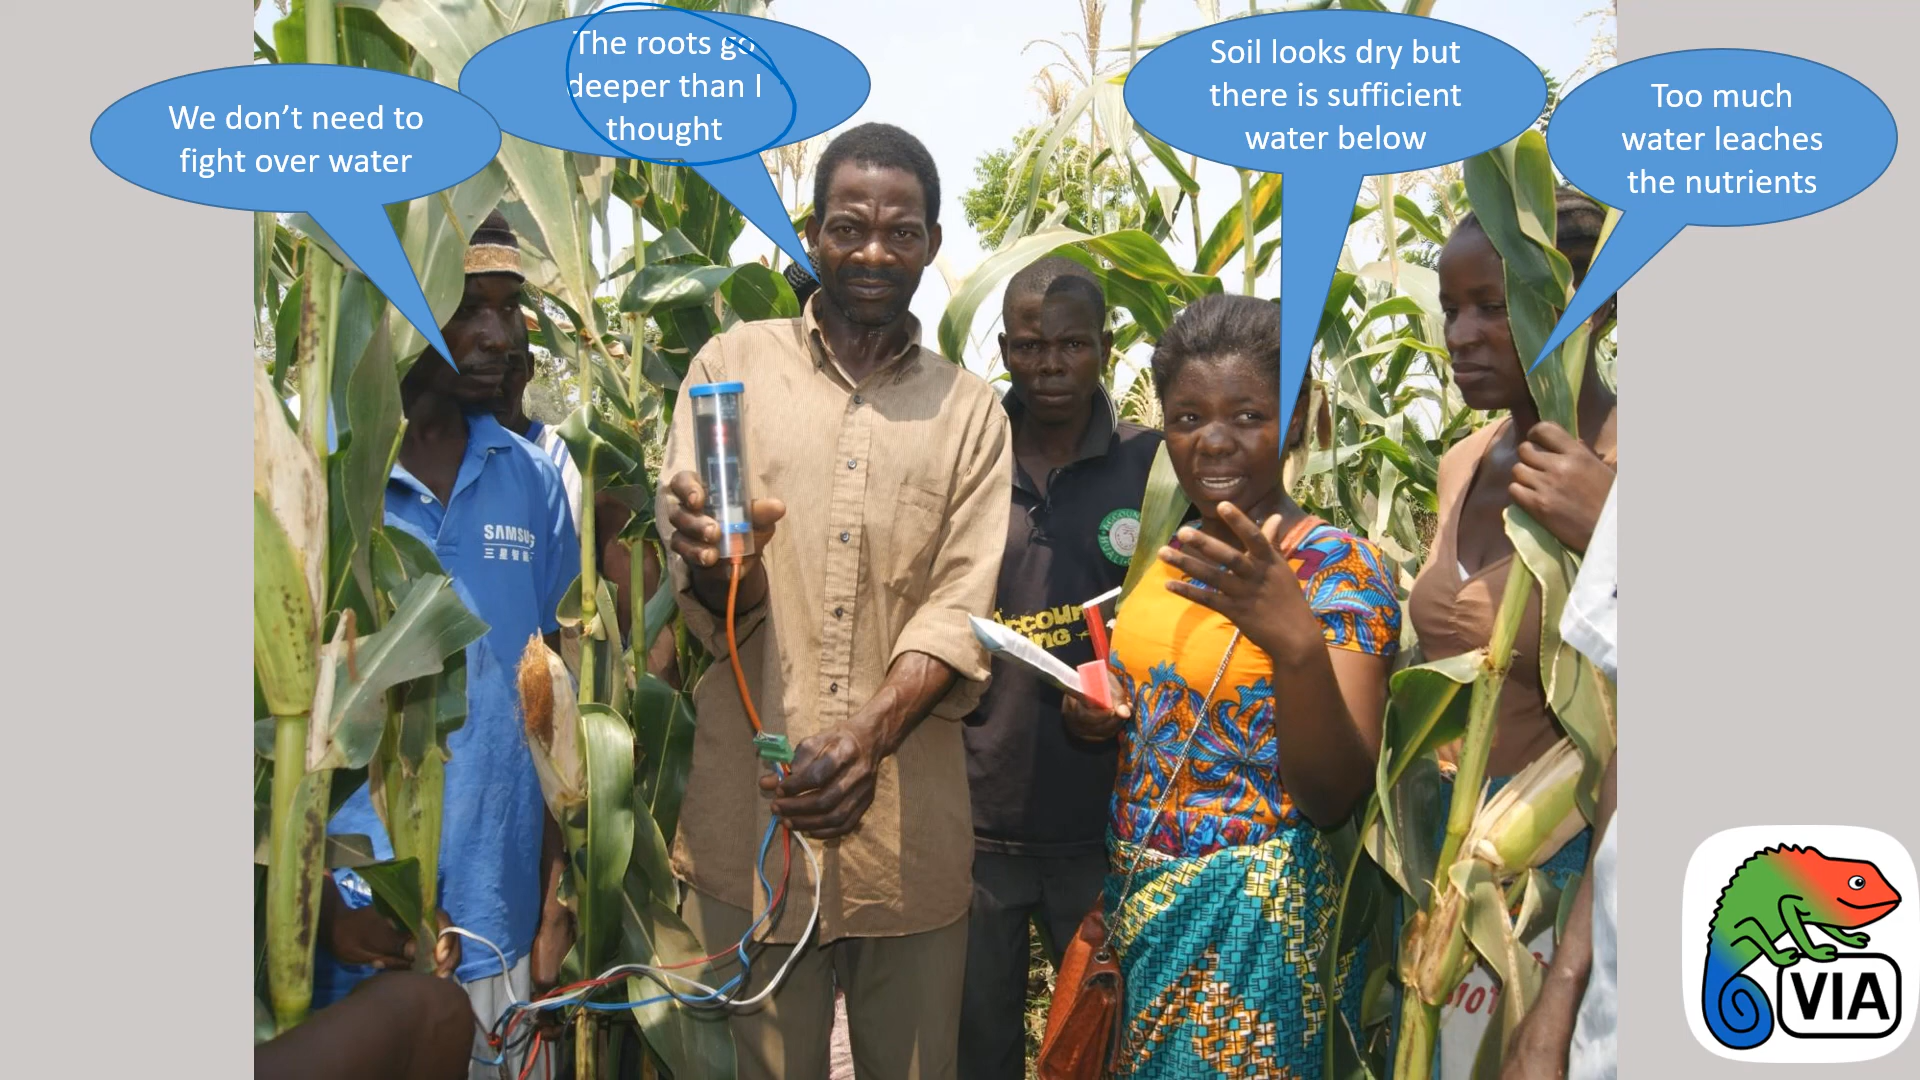 We don’t need to
fight over water
The roots go
deeper than I
thought
Soil looks dry but
there is sufficient
water below
Too much
water leaches
the nutrients
SAMSU
VIA